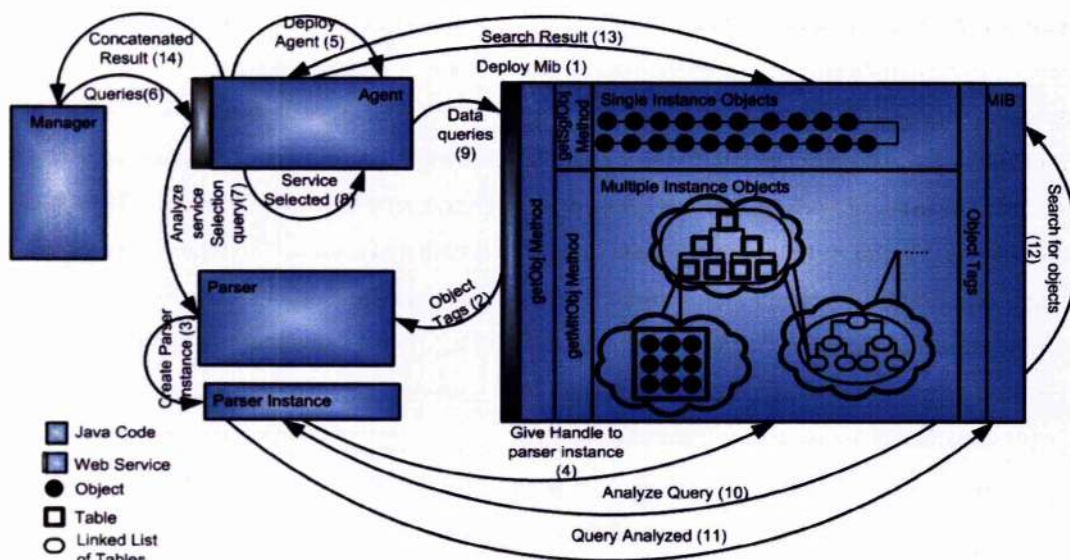 Concatenated
Result (14)
Deploy
Agent (5)
Search Result (13)
Deploy Mib (1)
Queries(6)
Manager
Agent
Data
queries
(9)
getSglObj
Method
Single Instance Objects
MIB
Analyze
service
Selection
query(7)
Service
Selected (8)
getObj Method
getMltObj Method
Multiple Instance Objects
Object Tags
Search for objects
(12)
Parser
Object
Tags (2)
Create Parser
Instance (3)
Parser Instance
Give Handle to
parser instance
(4)
Analyze Query (10)
Query Analyzed (11)
Java Code
Web Service
Object
Table
Linked List
of Tables